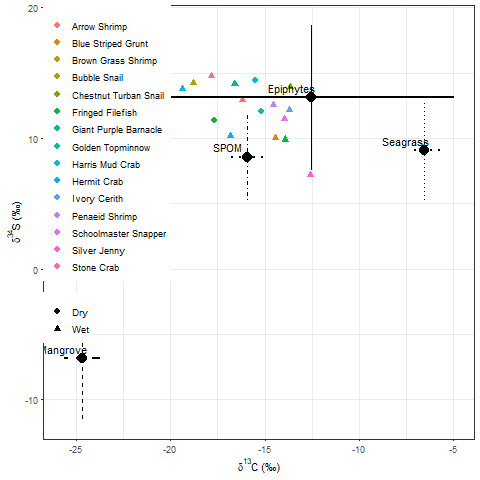 20
Arrow Shrimp
Blue Striped Grunt
Brown Grass Shrimp
Bubble Snail
Chestnut Turban Snail
Fringed Filefish
Giant Purple Barnacle
Golden Topminnow
Harris Mud Crab
Hermit Crab
Ivory Cerith
Penaeid Shrimp
Schoolmaster Snapper
Silver Jenny
Stone Crab
Epiphytes
10
Seagrass
SPOM
δ34S (‰)
0
Dry
Wet
Mangrove
-10
-25 -20 -15 -10 -5
δ13C (‰)